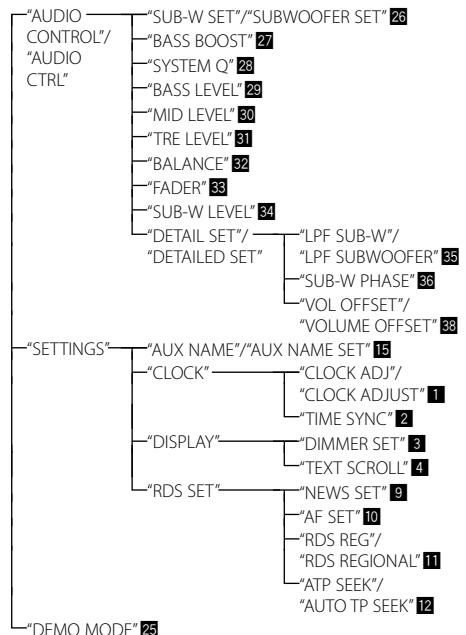 “AUDIO CONTROL”/ “AUDIO CTRL”
“SUB-W SET”/“SUBWOOFER SET” 26
“BASS BOOST” 27
“SYSTEM Q” 28
“BASS LEVEL” 29
“MID LEVEL” 30
“TRE LEVEL” 31
“BALANCE” 32
“FADER” 33
“SUB-W LEVEL” 34
“DETAIL SET”/
“DETAILED SET”
“LPF SUB-W”/
“LPF SUBWOOFER” 35
“SUB-W PHASE” 36
“VOL OFFSET”/
“VOLUME OFFSET” 38
“SETTINGS”
“AUX NAME”/“AUX NAME SET” 15
“CLOCK”
“CLOCK ADJ”/
“CLOCK ADJUST” 1
“TIME SYNC” 2
“DISPLAY”
“DIMMER SET” 3
“TEXT SCROLL” 4
“RDS SET”
“NEWS SET” 9
“AF SET” 10
“RDS REG”/
“RDS REGIONAL” 11
“ATP SEEK”/
“AUTO TP SEEK” 12
“DEMO MODE” 25